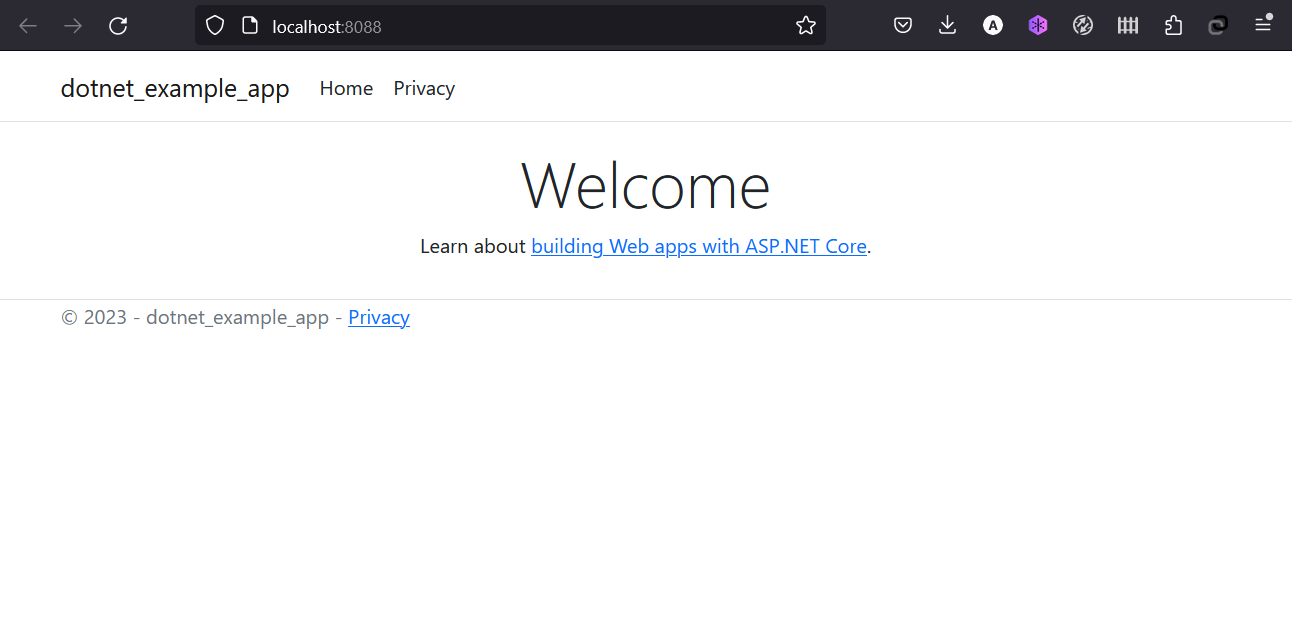 localhost:8088
A
dotnet_example_app Home Privacy
Welcome
Learn about building Web apps with ASP.NET Core.
© 2023 - dotnet_example_app - Privacy